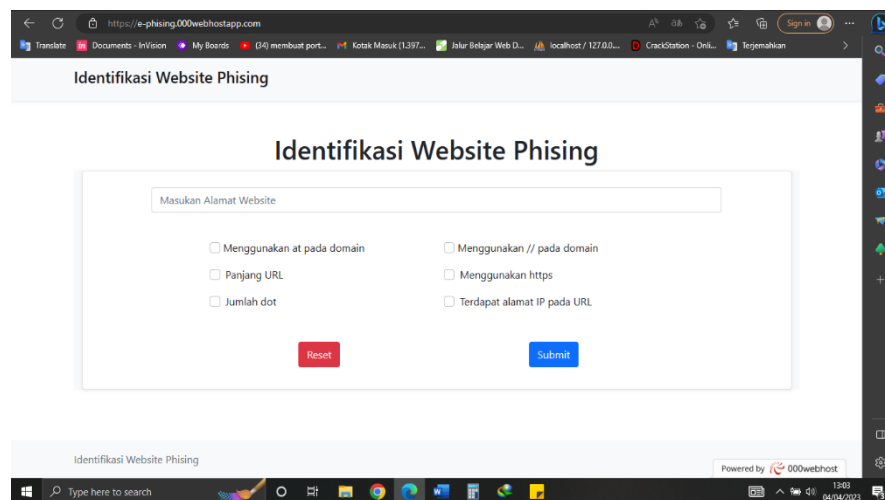 https://e-phising.000webhostapp.com
Sign in
Translate Documents - InVision My Boards (34) membuat port... Kotak Masuk (1.397... Jalur Belajar Web D... localhost / 127.0.0.... CrackStation - Onli... Terjemahkan
Identifikasi Website Phising
Identifikasi Website Phising
Masukan Alamat Website
Menggunakan at pada domain Menggunakan // pada domain
Panjang URL Menggunakan https
Jumlah dot Terdapat alamat IP pada URL
Reset Submit
Identifikasi Website Phising
Powered by 000webhost
Type here to search
13:03
04/04/2023